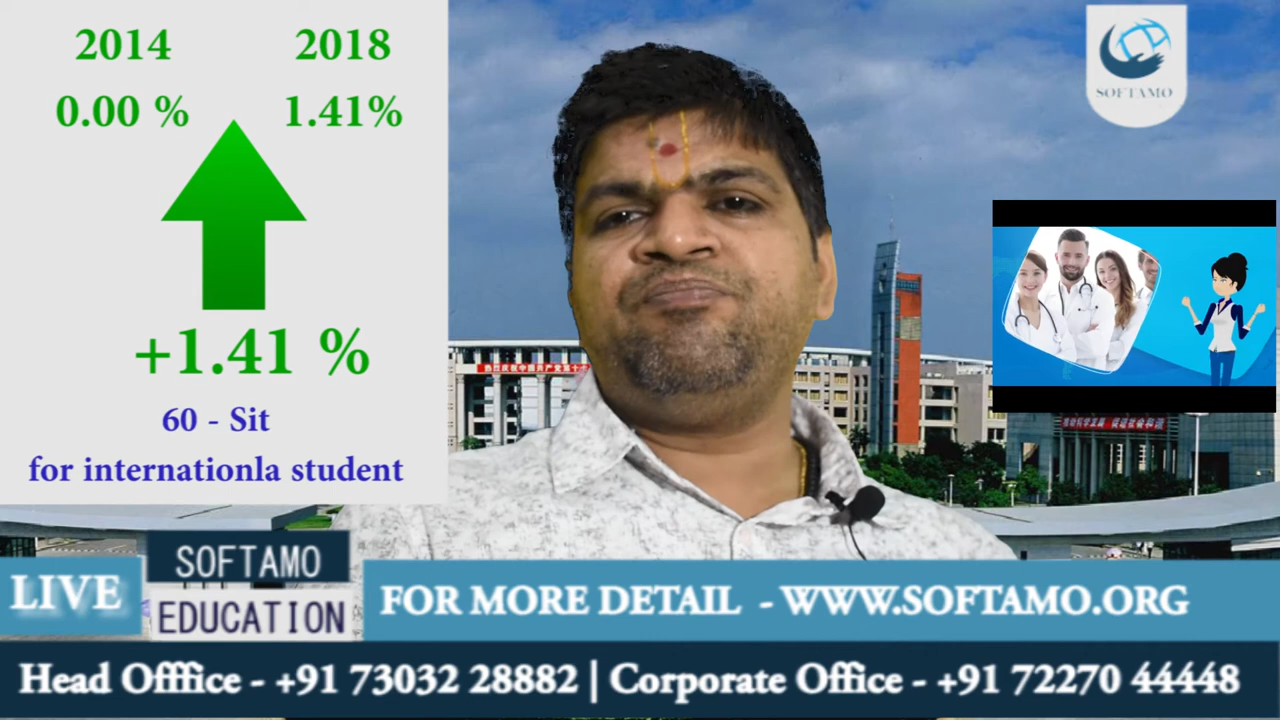 2014 2018
0.00 % 1.41%
+1.41 %
60 - Sit
for internationla student
SOFTAMO
LIVE
SOFTAMO
EDUCATION
FOR MORE DETAIL - WWW.SOFTAMO.ORG
Head Offfice - +91 73032 28882 | Corporate Office - +91 72270 44448